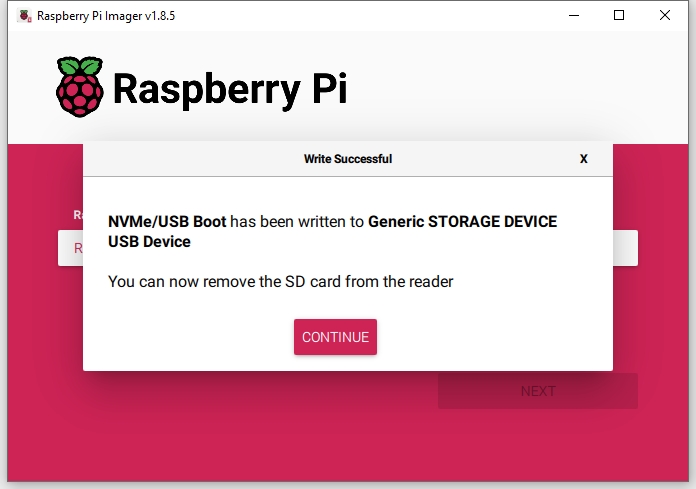 Raspberry Pi Imager v1.8.5
Raspberry Pi
Write Successful X
NVMe/USB Boot has been written to Generic STORAGE DEVICE
USB Device
You can now remove the SD card from the reader
CONTINUE
NEXT